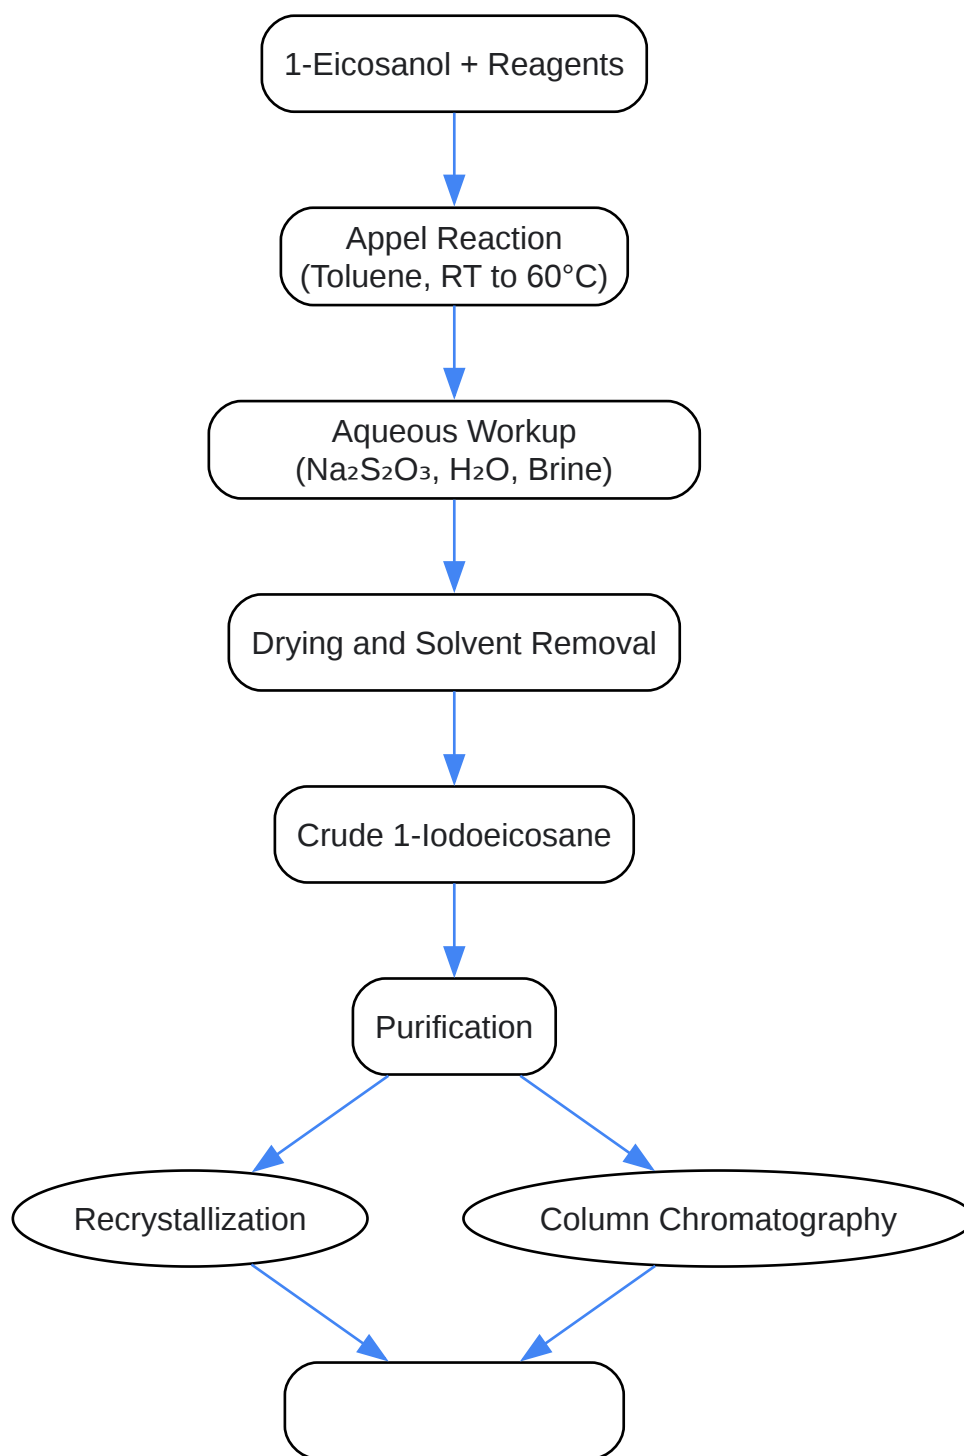 1-Eicosanol + Reagents
Appel Reaction
(Toluene, RT to 60°C)
Aqueous Workup
(Na₂S₂O₃, H₂O, Brine)
Drying and Solvent Removal
Crude 1-Iodoeicosane
Purification
Recrystallization
Column Chromatography